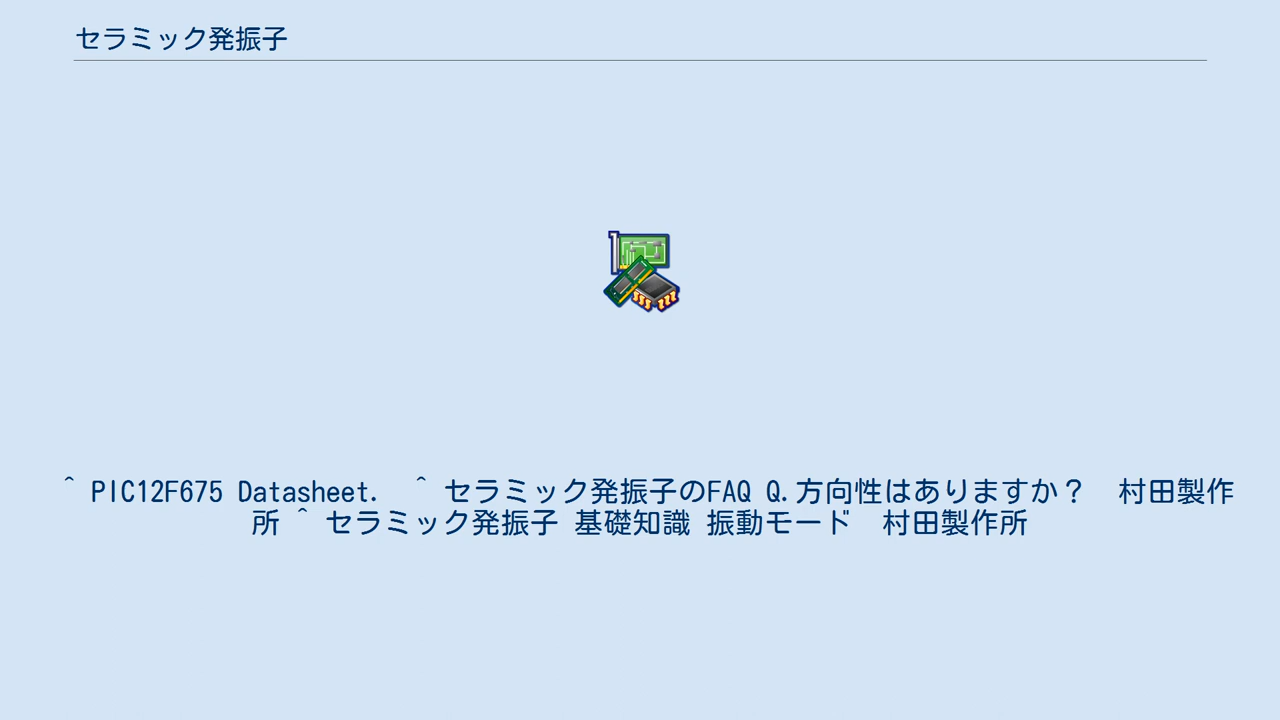 セラミック発振子
^ PIC12F675 Datasheet.　^ セラミック発振子のFAQ Q.方向性はありますか？　村田製作
所 ^ セラミック発振子 基礎知識 振動モード　村田製作所